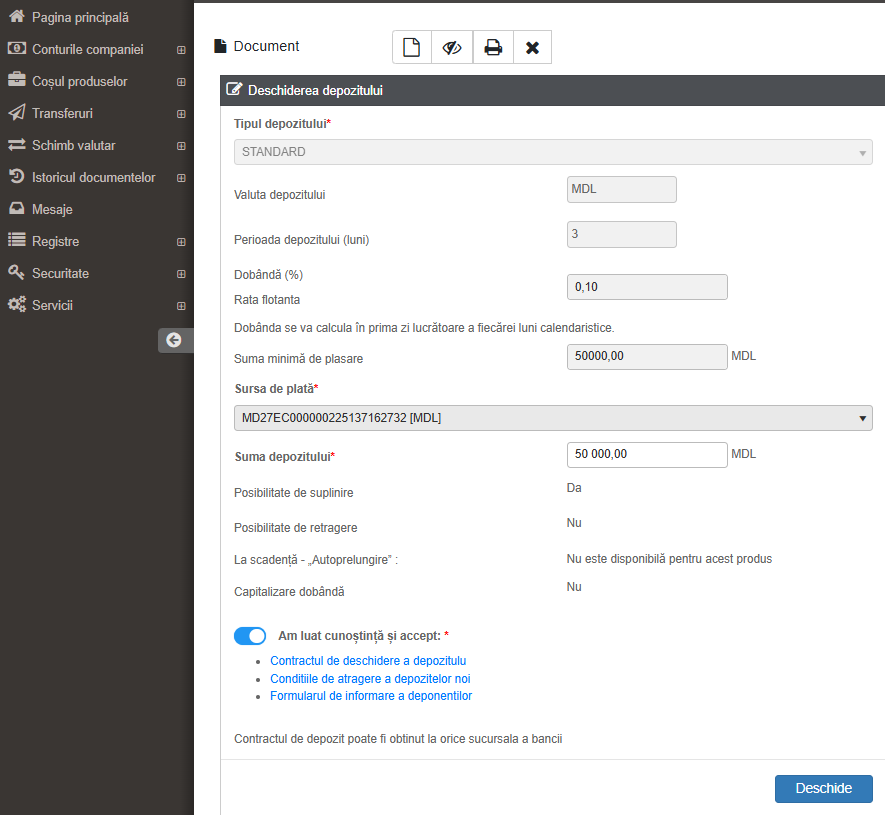 Pagina principală
Conturile companiei
Coșul produselor
Transferuri
Schimb valutar
Istoricul documentelor
Mesaje
Registre
Securitate
Servicii
Document
Deschiderea depozitului
Tipul depozitului*
STANDARD
Valuta depozitului MDL
Perioada depozitului (luni) 3
Dobândă (%)
Rata flotanta 0,10
Dobânda se va calcula în prima zi lucrătoare a fiecărei luni calendaristice.
Suma minimă de plasare 50000,00 MDL
Sursa de plată*
MD27EC000000225137162732 [MDL]
Suma depozitului* 50 000,00 MDL
Posibilitate de suplinire Da
Posibilitate de retragere Nu
La scadență - „Autoprelungire” : Nu este disponibilă pentru acest produs
Capitalizare dobândă Nu
Am luat cunoștință și accept: *
Contractul de deschidere a depozitulu
Conditiile de atragere a depozitelor noi
Formularul de informare a deponentilor
Contractul de depozit poate fi obtinut la orice sucursala a bancii
Deschide